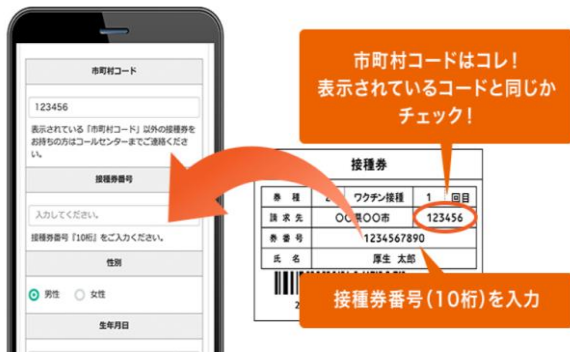 市町村コード
123456
表示されている「市町村コード」以外の接種券を
お持ちの方はコールセンターまでご連絡くださ
い。
接種券番号
入力してください。
接種券番号『10桁』をご入力ください。
性別
男性 女性
生年月日
市町村コードはコレ！
表示されているコードと同じか
チェック！
接種券
券 種 2 ワクチン接種 1 回目
請 求 先 〇〇県〇〇市 123456
券 番 号 1234567890
氏 名 厚生 太郎
接種券番号(10桁)を入力